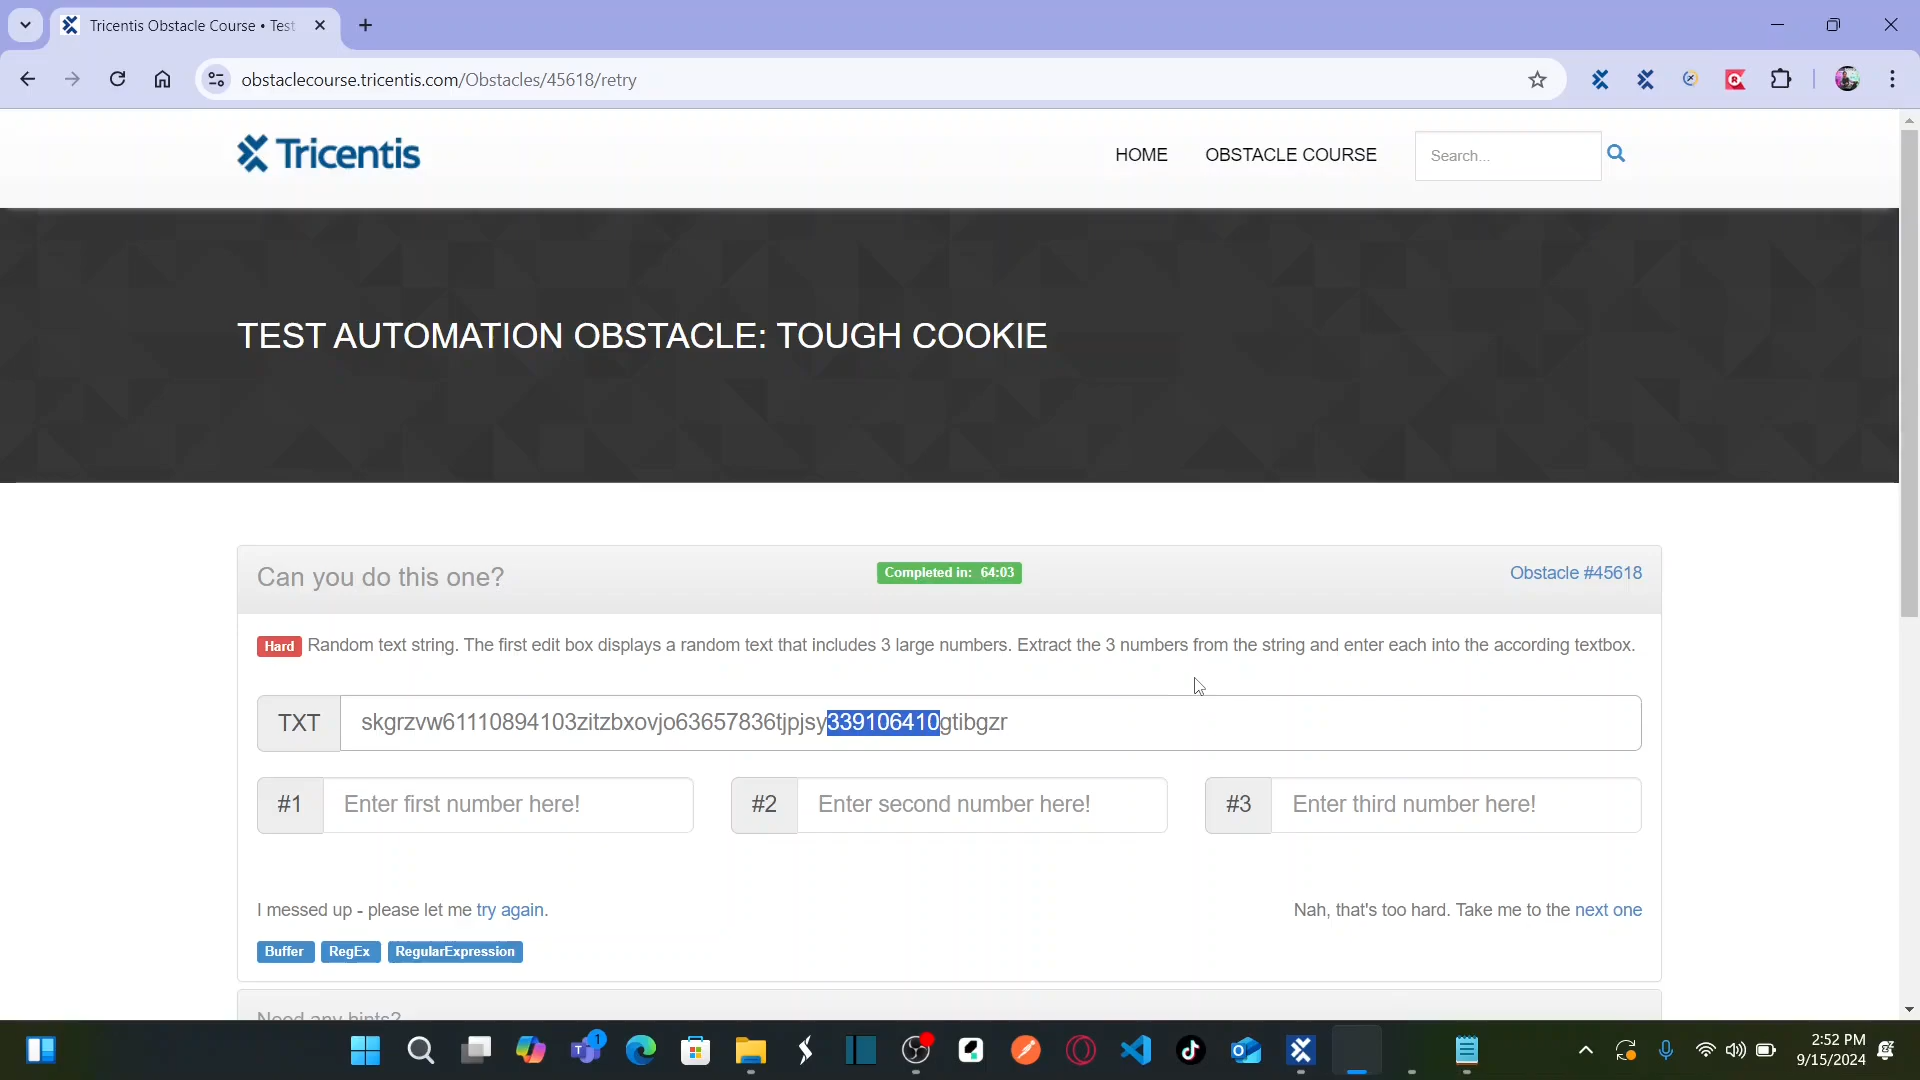 Tricentis Obstacle Course • Test
obstaclecourse.tricentis.com/Obstacles/45618/retry
Tricentis
HOME
OBSTACLE COURSE
Search...
TEST AUTOMATION OBSTACLE: TOUGH COOKIE
Can you do this one?
Completed in: 64:03
Obstacle #45618
Hard Random text string. The first edit box displays a random text that includes 3 large numbers. Extract the 3 numbers from the string and enter each into the according textbox.
TXT skgrzvw61110894103zitzbxovjo63657836tjpjsy339106410gtibgzr
#1 Enter first number here!
#2 Enter second number here!
#3 Enter third number here!
I messed up - please let me try again.
Nah, that's too hard. Take me to the next one
Buffer RegEx RegularExpression
Need any hints?
1
2:52 PM
9/15/2024